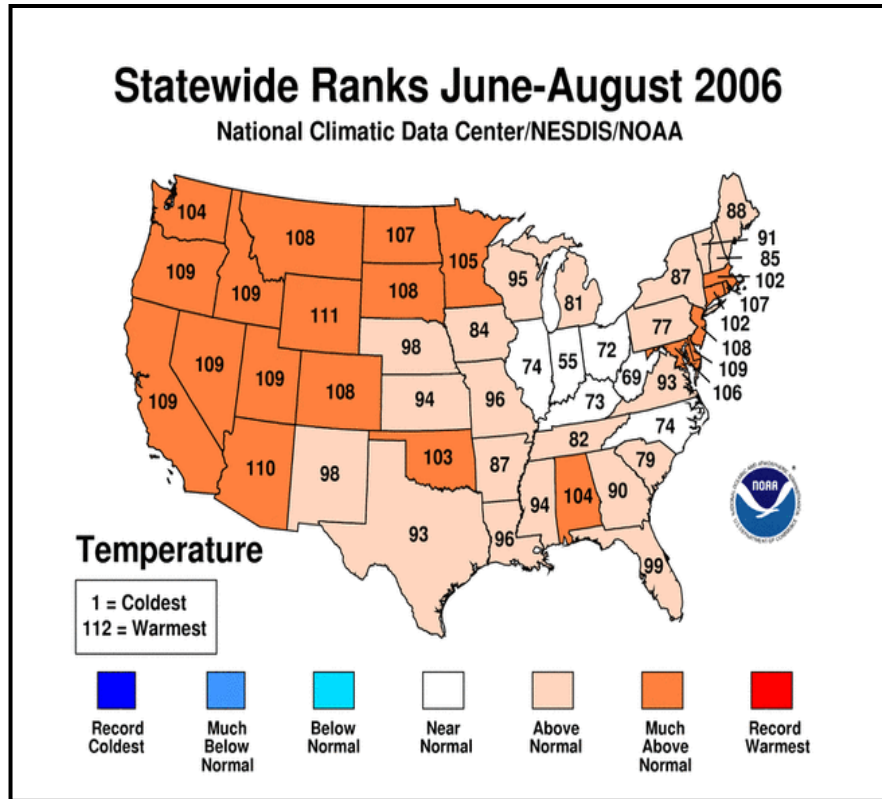 Statewide Ranks June-August 2006
National Climatic Data Center/NESDIS/NOAA
104
108
107
105
88
91
85
109
109
111
108
95
81
87
102
107
102
77
108
109
106
98
84
74
55
72
69
93
109
109
109
108
94
96
73
74
110
98
103
87
82
79
93
96
94
104
90
99
NOAA
Temperature
1 = Coldest
112 = Warmest
Record
Coldest
Much
Below
Normal
Below
Normal
Near
Normal
Above
Normal
Much
Above
Normal
Record
Warmest